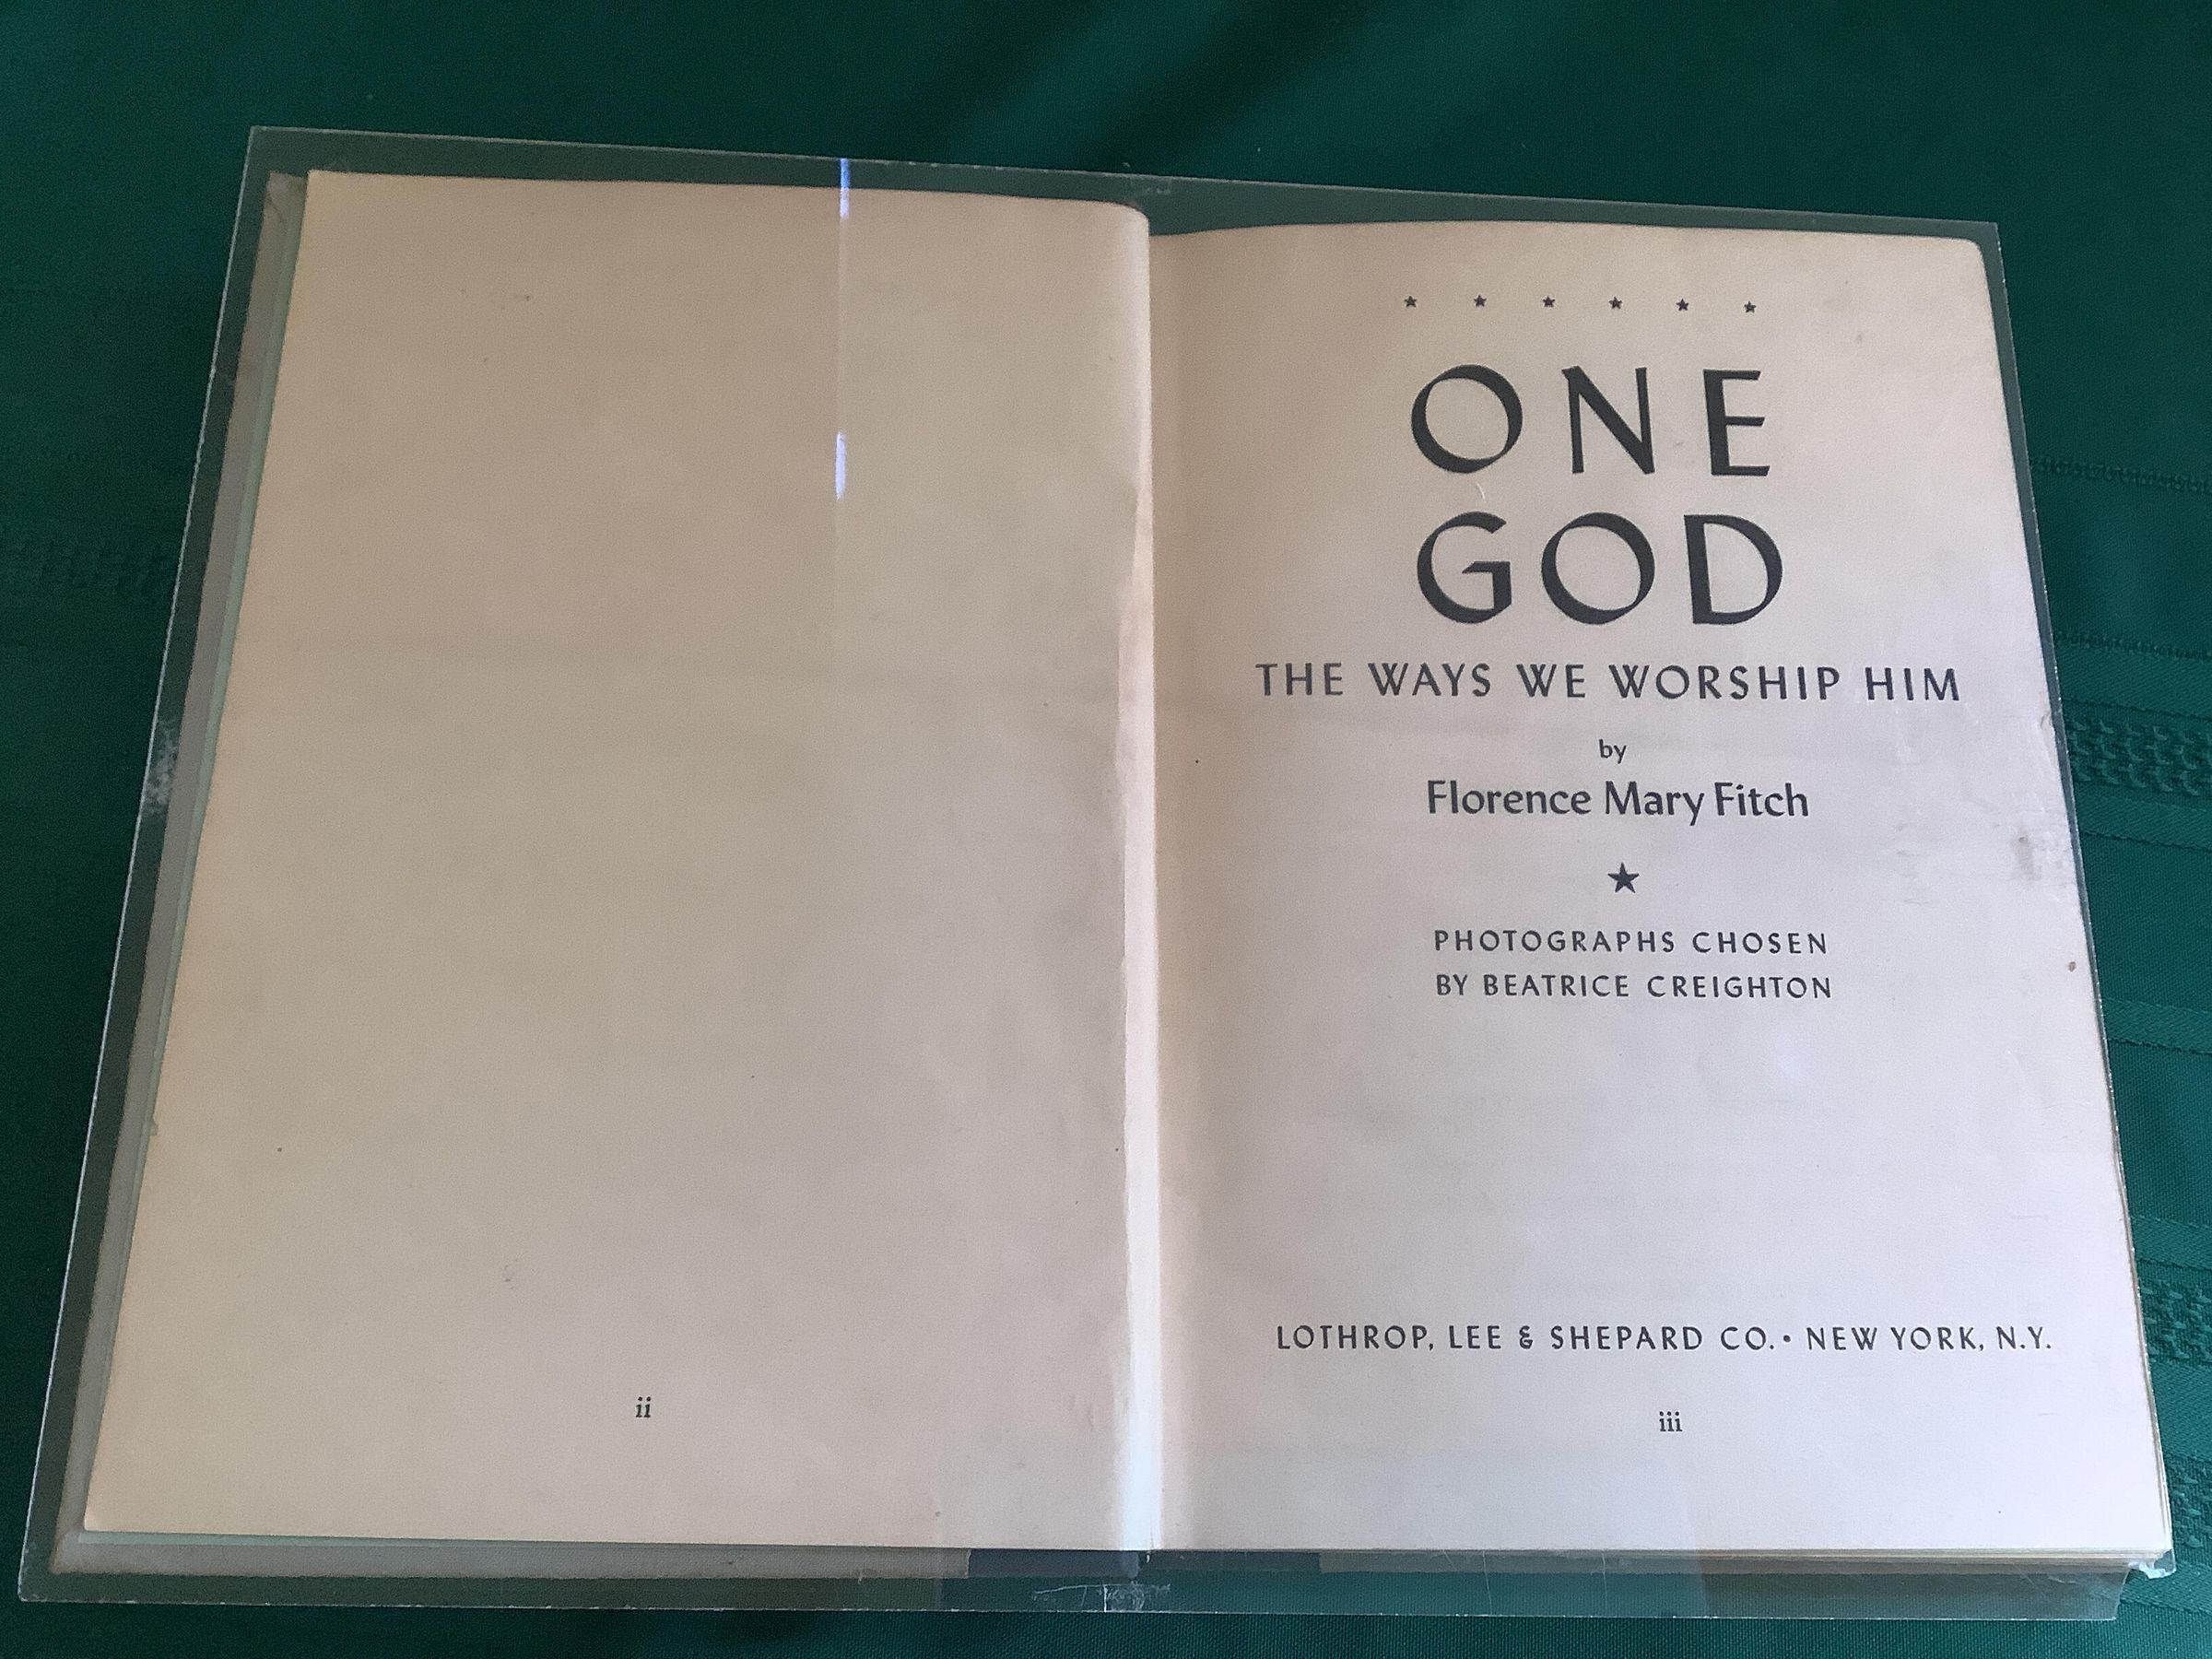 ii
★ ★ ★ ★ ★ ★
ONE
GOD
THE WAYS WE WORSHIP HIM
by
Florence Mary Fitch
★
PHOTOGRAPHS CHOSEN
BY BEATRICE CREIGHTON
LOTHROP, LEE & SHEPARD CO. • NEW YORK, N.Y.
iii